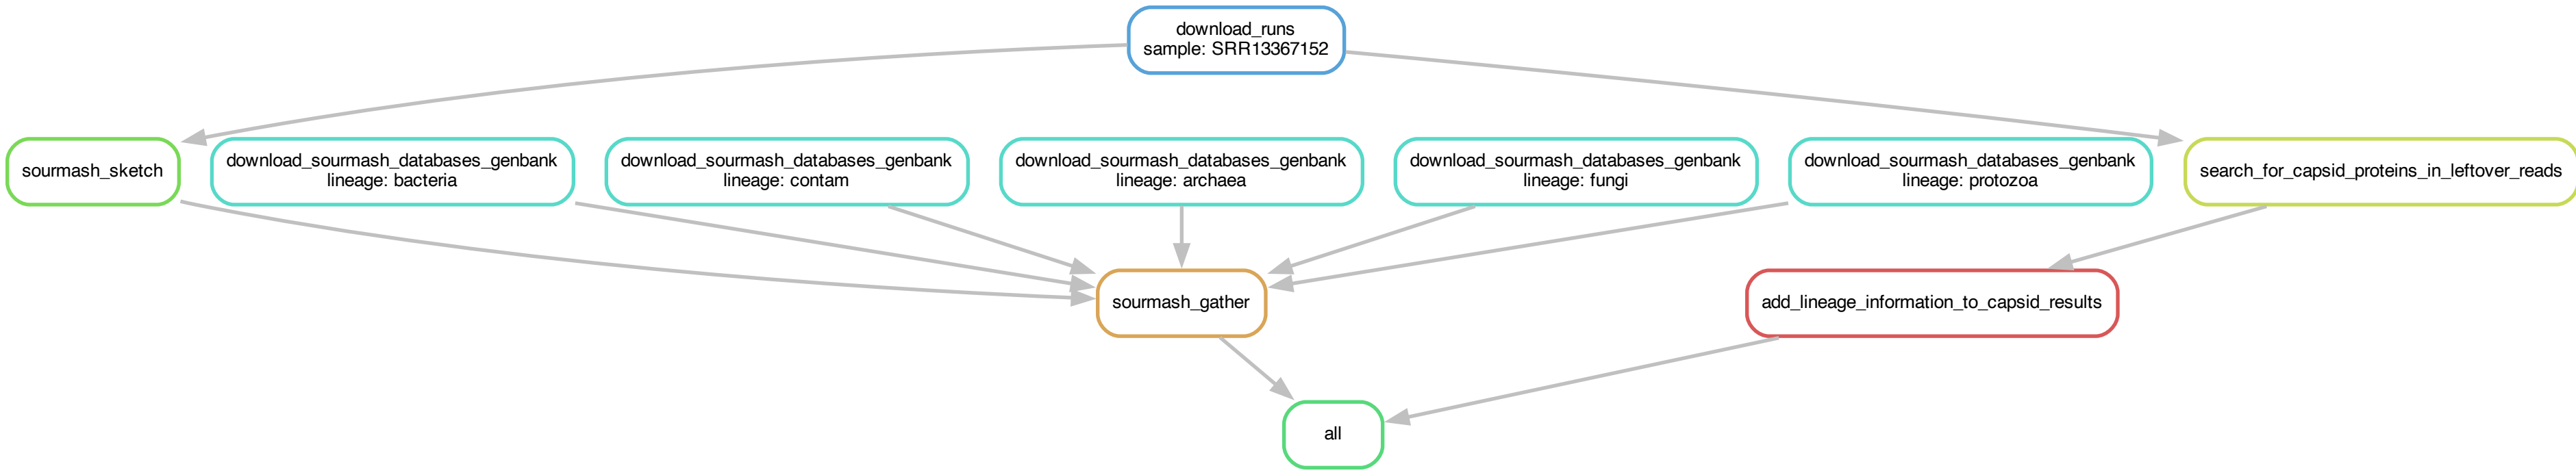 download_runs
sample: SRR13367152
sourmash_sketch
download_sourmash_databases_genbank
lineage: bacteria
download_sourmash_databases_genbank
lineage: contam
download_sourmash_databases_genbank
lineage: archaea
download_sourmash_databases_genbank
lineage: fungi
download_sourmash_databases_genbank
lineage: protozoa
search_for_capsid_proteins_in_leftover_reads
sourmash_gather
add_lineage_information_to_capsid_results
all